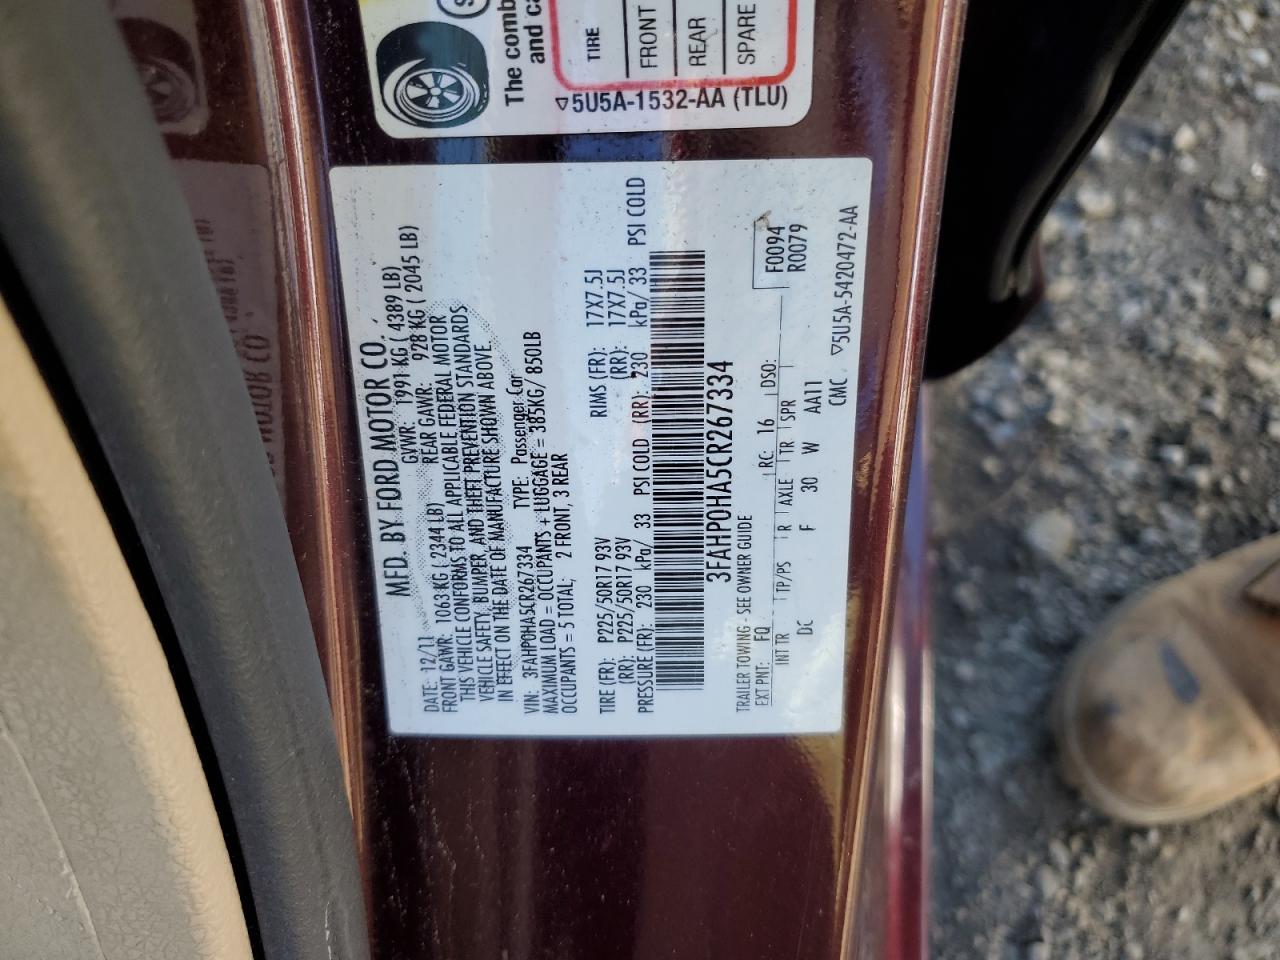 The comb
and ca
TIRE
FRONT
REAR
SPARE
▽5U5A-1532-AA (TLU)
MFD. BY FORD MOTOR CO.
DATE: 12/11 GVWR: 1991 KG ( 4389 LB)
FRONT GAWR: 1063 KG ( 2344 LB) REAR GAWR: 928 KG ( 2045 LB)
THIS VEHICLE CONFORMS TO ALL APPLICABLE FEDERAL MOTOR
VEHICLE SAFETY, BUMPER, AND THEFT PREVENTION STANDARDS
IN EFFECT ON THE DATE OF MANUFACTURE SHOWN ABOVE.
VIN: 3FAHP0HA5CR267334 TYPE: Passenger Car
MAXIMUM LOAD = OCCUPANTS + LUGGAGE = 385KG/ 850LB
OCCUPANTS = 5 TOTAL; 2 FRONT, 3 REAR
TIRE (FR): P225/50R17 93V RIMS (FR): 17X7.5J
(RR): P225/50R17 93V (RR): 17X7.5J
PRESSURE (FR): 230 kPa/ 33 PSI COLD (RR): 230 kPa/ 33 PSI COLD
3FAHP0HA5CR267334
TRAILER TOWING - SEE OWNER GUIDE
EXT PNT: FQ RC: 16 DSO: F0094
R0079
INT TR TP/PS R AXLE TR SPR
DC F 30 W AA11
CMC ▽5U5A-5420472-AA